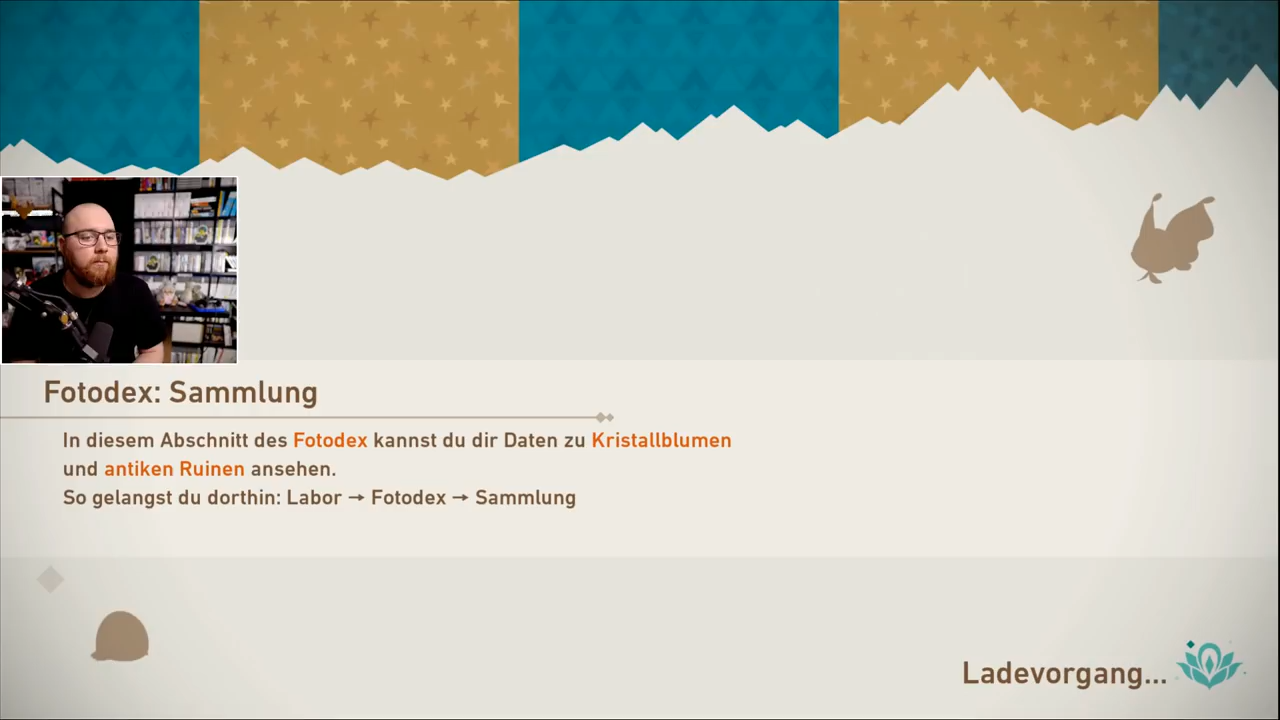 Fotodex: Sammlung
In diesem Abschnitt des Fotodex kannst du dir Daten zu Kristallblumen
und antiken Ruinen ansehen.
So gelangst du dorthin: Labor → Fotodex → Sammlung
Ladevorgang...